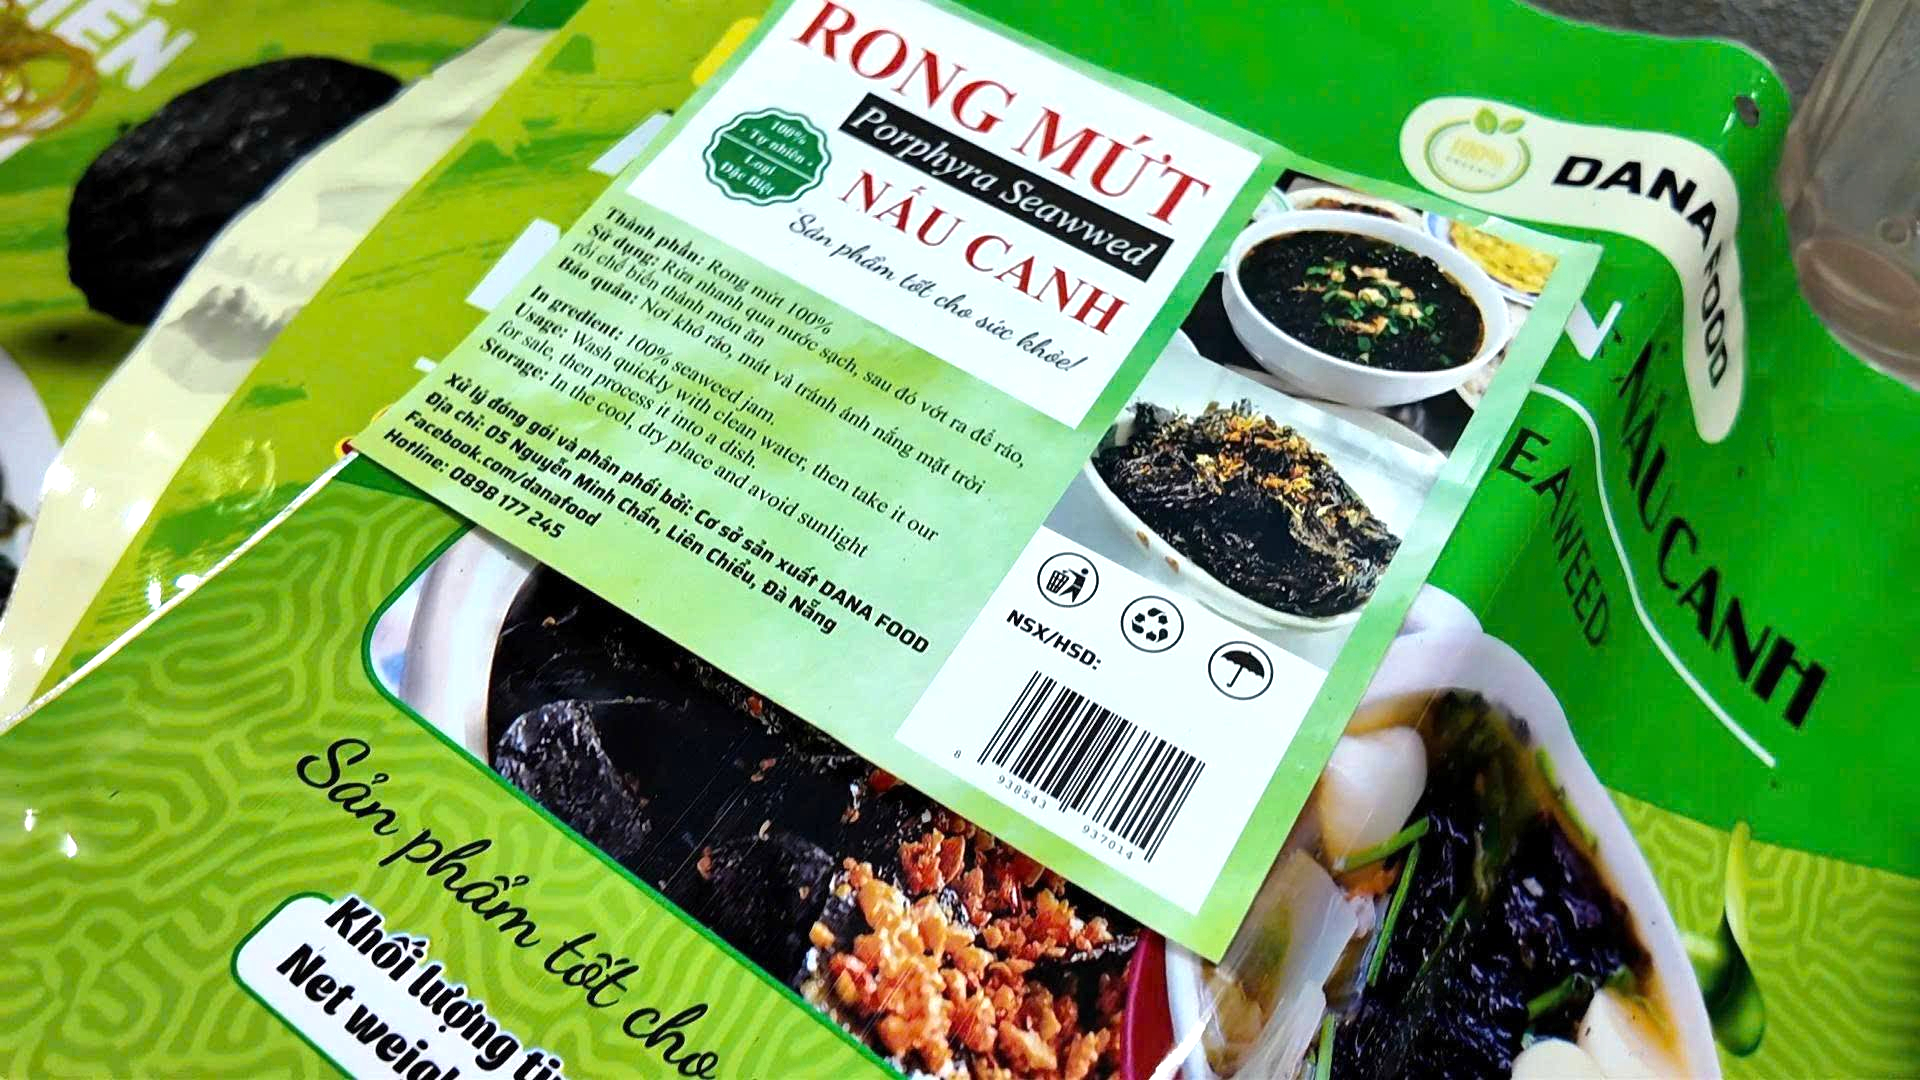 RONG MỨT
Porphyra Seawwed
NẤU CANH
"Sản phẩm tốt cho sức khỏe!
100%
Tự nhiên
Loại
Đặc Biệt
Thành phần: Rong mứt 100%
Sử dụng: Rửa nhanh qua nước sạch, sau đó vớt ra để ráo,
rồi chế biến thành món ăn
Bảo quản: Nơi khô ráo, mát và tránh ánh nắng mặt trời
In gredient: 100% seaweed jam.
Usage: Wash quickly with clean water, then take it our
for sale, then process it into a dish.
Storage: In the cool, dry place and avoid sunlight
Xử lý đóng gói và phân phối bởi: Cơ sở sản xuất DANA FOOD
Địa chỉ: 05 Nguyễn Minh Chấn, Liên Chiểu, Đà Nẵng
Facebook.com/danafood
Hotline: 0898 177 245
NSX/HSD:
8 938543 937014
100%
ORGANIC
DANA FOOD
NẤU CANH
EAWEED
Sản phẩm tốt cho
Khối lượng tị
Net weigh